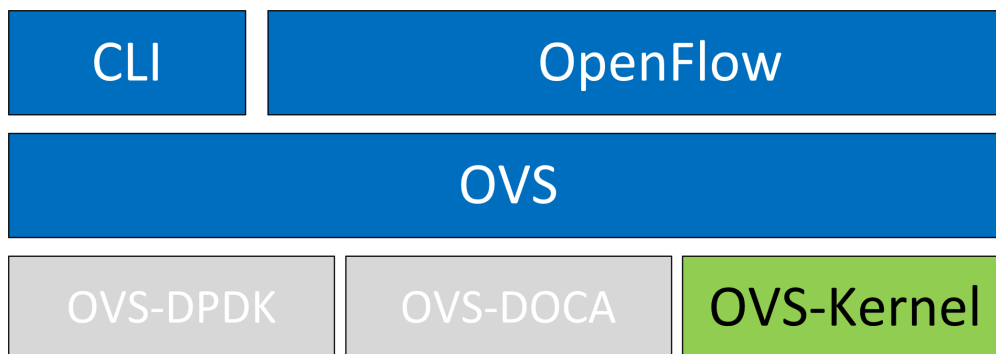 CLI
OpenFlow
OVS
OVS-DPDK
OVS-DOCA
OVS-Kernel